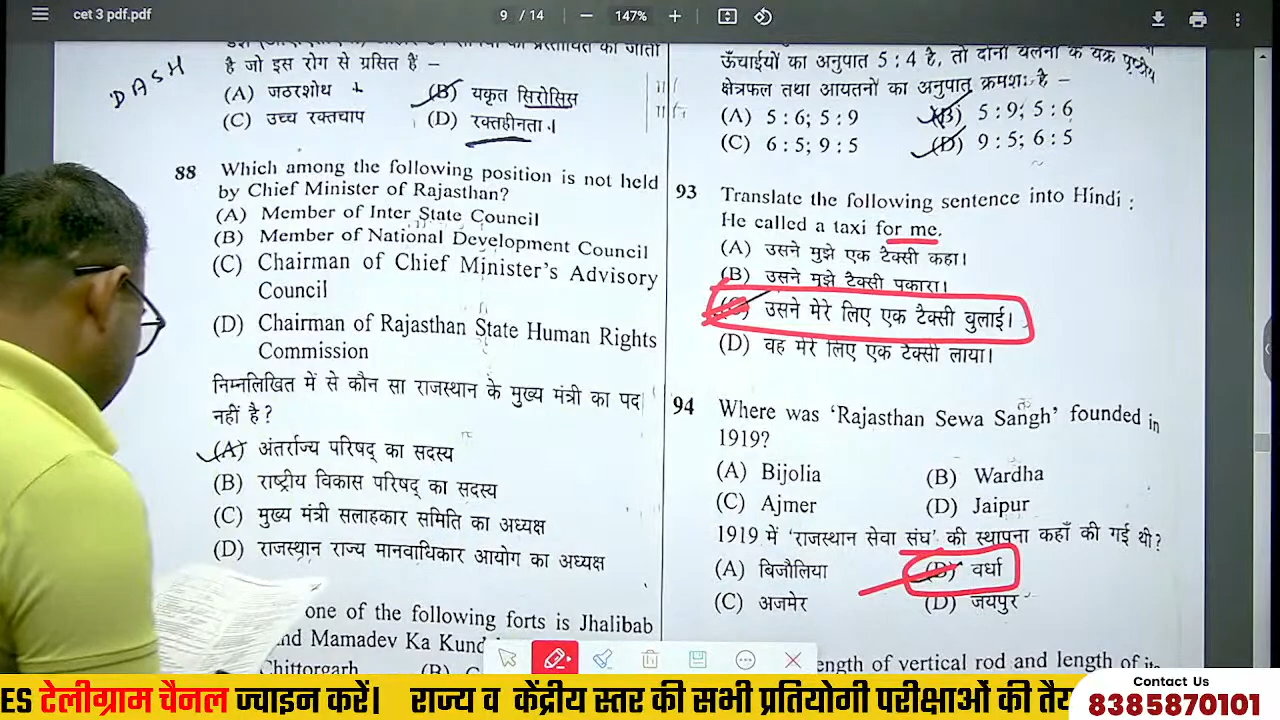 cet 3 pdf.pdf
9 / 14
147%
DASH
है जो इस रोग से ग्रसित हैं –
(A) जठरशोथ
(B) यकृत सिरोसिस
(C) उच्च रक्तचाप
(D) रक्तहीनता
88 Which among the following position is not held
by Chief Minister of Rajasthan?
(A) Member of Inter State Council
(B) Member of National Development Council
(C) Chairman of Chief Minister's Advisory
Council
(D) Chairman of Rajasthan State Human Rights
Commission
निम्नलिखित में से कौन सा राजस्थान के मुख्य मंत्री का पद
नहीं है ?
(A) अंतर्राज्य परिषद् का सदस्य
(B) राष्ट्रीय विकास परिषद् का सदस्य
(C) मुख्य मंत्री सलाहकार समिति का अध्यक्ष
(D) राजस्थान राज्य मानवाधिकार आयोग का अध्यक्ष
one of the following forts is Jhalibab
nd Mamadev Ka Kund
Chittorgarh (B)
ऊँचाईयों का अनुपात 5 : 4 है, तो दोनों बेलनों के वक्र पृष्ठीय
क्षेत्रफल तथा आयतनों का अनुपात क्रमशः है –
(A) 5 : 6; 5 : 9
(B) 5 : 9; 5 : 6
(C) 6 : 5; 9 : 5
(D) 9 : 5; 6 : 5
93 Translate the following sentence into Hindi :
He called a taxi for me.
(A) उसने मुझे एक टैक्सी कहा।
(B) उसने मुझे टैक्सी पुकारा।
(C) उसने मेरे लिए एक टैक्सी बुलाई।
(D) वह मेरे लिए एक टैक्सी लाया।
94 Where was 'Rajasthan Sewa Sangh' founded in
1919?
(A) Bijolia
(B) Wardha
(C) Ajmer
(D) Jaipur
1919 में 'राजस्थान सेवा संघ' की स्थापना कहाँ की गई थी?
(A) बिजौलिया
(B) वर्धा
(C) अजमेर
(D) जयपुर
ength of vertical rod and length of its
ES टेलीग्राम चैनल ज्वाइन करें। राज्य व केंद्रीय स्तर की सभी प्रतियोगी परीक्षाओं की तैय
Contact Us
8385870101